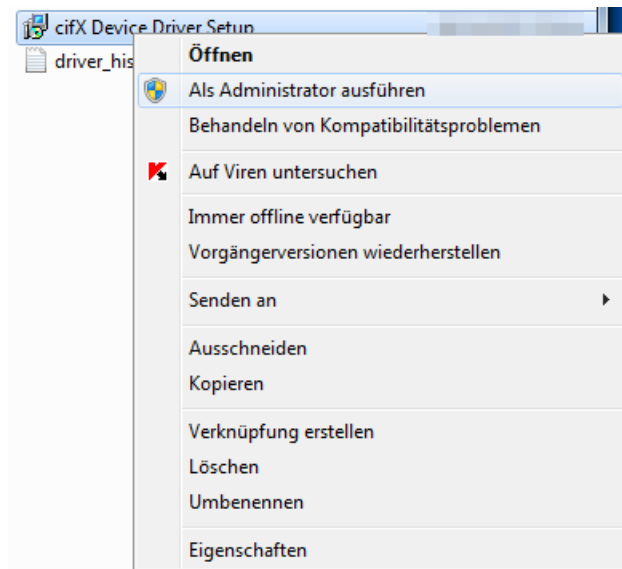 cifX Device Driver Setup
driver_his
Öffnen
Als Administrator ausführen
Behandeln von Kompatibilitätsproblemen
Auf Viren untersuchen
Immer offline verfügbar
Vorgängerversionen wiederherstellen
Senden an
Ausschneiden
Kopieren
Verknüpfung erstellen
Löschen
Umbenennen
Eigenschaften